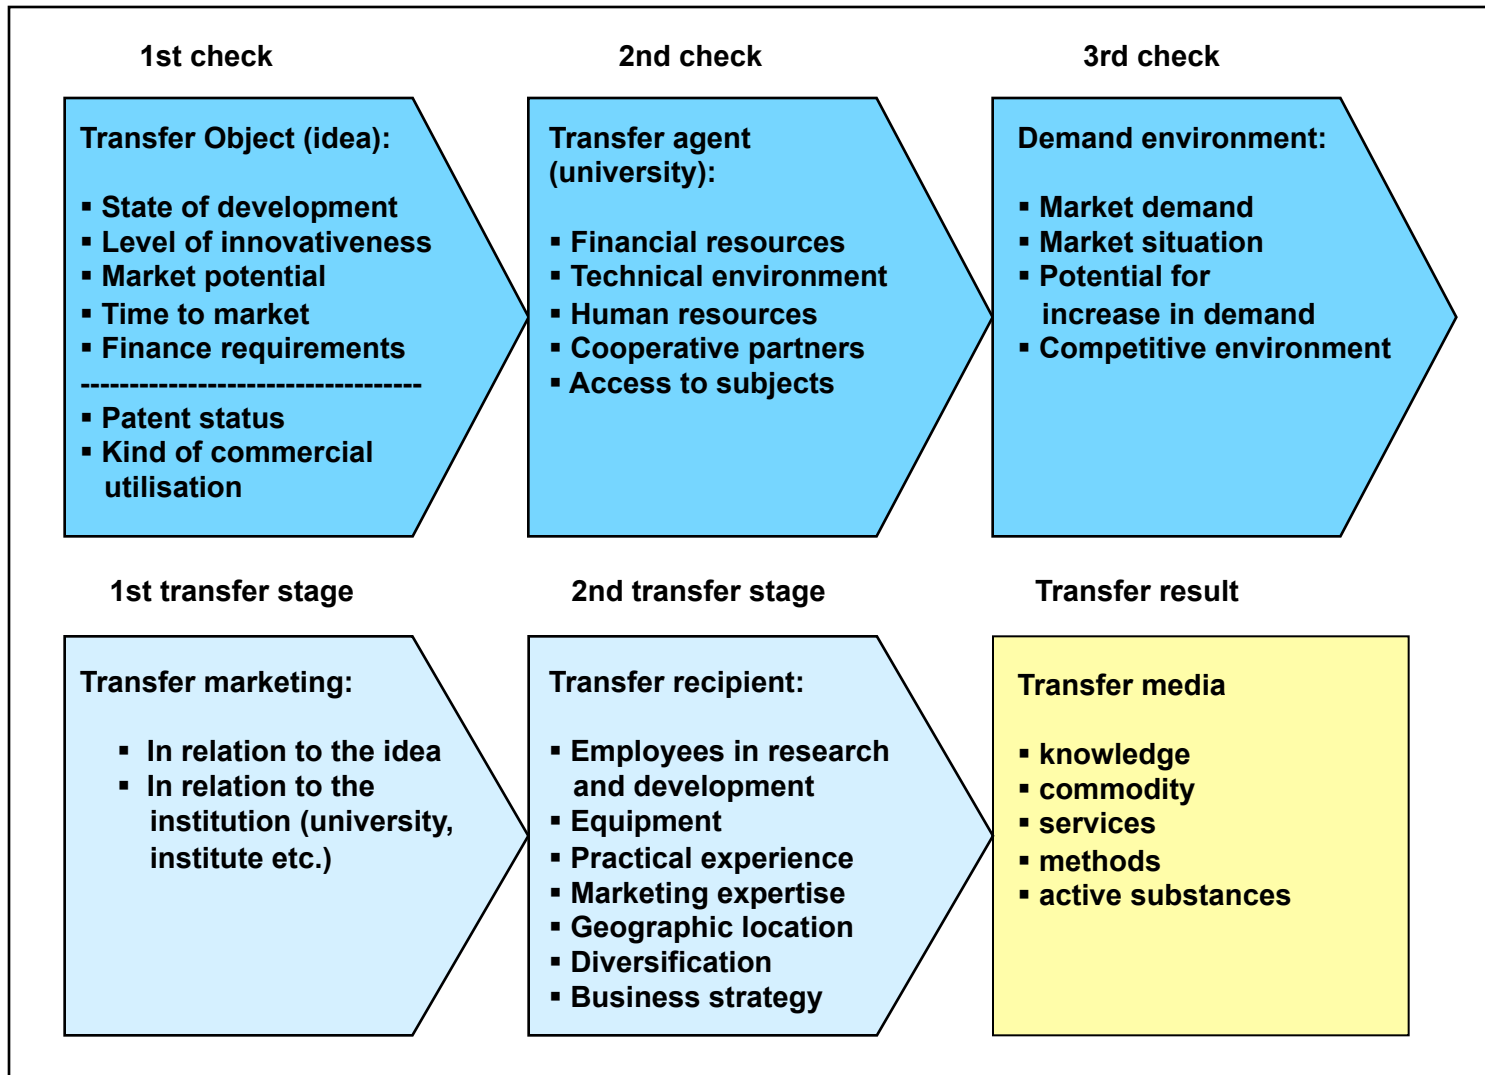 1st check
Transfer Object (idea):
▪ State of development
▪ Level of innovativeness
▪ Market potential
▪ Time to market
▪ Finance requirements
-----------------------------------
▪ Patent status
▪ Kind of commercial
utilisation
2nd check
Transfer agent
(university):
▪ Financial resources
▪ Technical environment
▪ Human resources
▪ Cooperative partners
▪ Access to subjects
3rd check
Demand environment:
▪ Market demand
▪ Market situation
▪ Potential for
increase in demand
▪ Competitive environment
1st transfer stage
Transfer marketing:
▪ In relation to the idea
▪ In relation to the
institution (university,
institute etc.)
2nd transfer stage
Transfer recipient:
▪ Employees in research
and development
▪ Equipment
▪ Practical experience
▪ Marketing expertise
▪ Geographic location
▪ Diversification
▪ Business strategy
Transfer result
Transfer media
▪ knowledge
▪ commodity
▪ services
▪ methods
▪ active substances